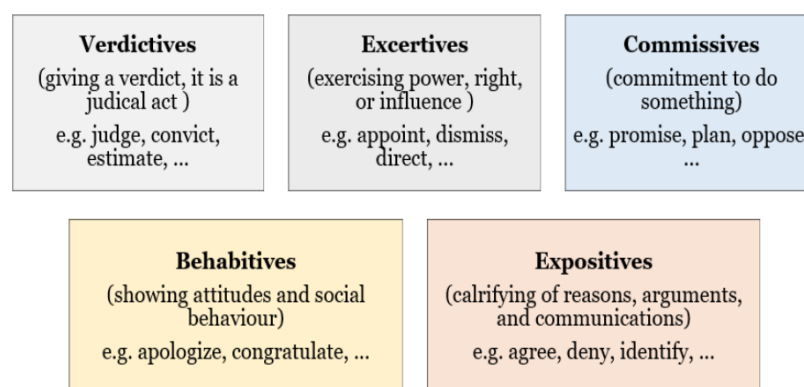 Verdictives
(giving a verdict, it is a
judical act )
e.g. judge, convict,
estimate, ...
Excertives
(exercising power, right,
or influence )
e.g. appoint, dismiss,
direct, ...
Commissives
(commitment to do
something)
e.g. promise, plan, oppose
...
Behabitives
(showing attitudes and social
behaviour)
e.g. apologize, congratulate, ...
Expositives
(calrifying of reasons, arguments,
and communications)
e.g. agree, deny, identify, ...